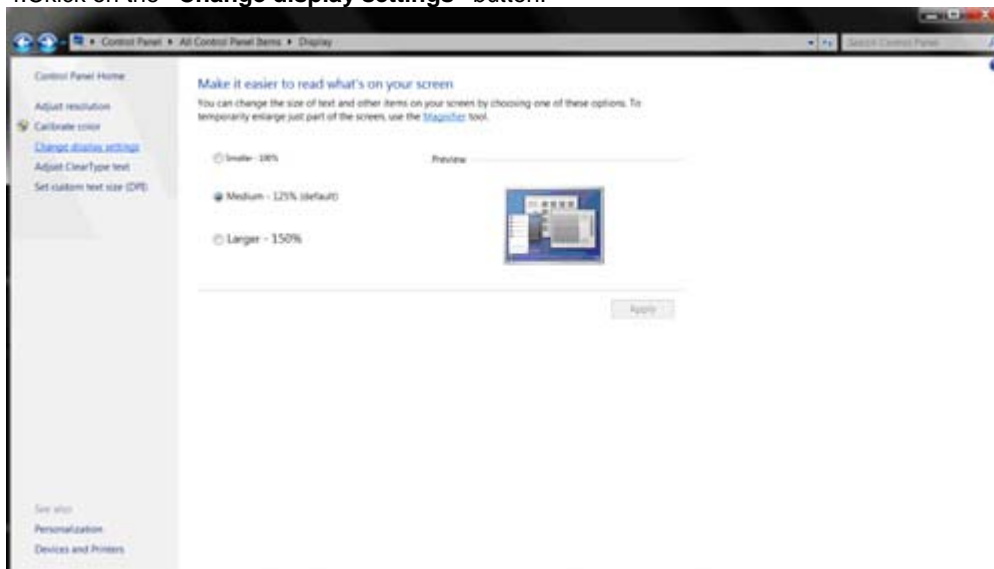 Click on the "Change display settings" button.
Control Panel ▸ All Control Panel Items ▸ Display
Search Control Panel
Control Panel Home
Adjust resolution
Calibrate color
Change display settings
Adjust ClearType text
Set custom text size (DPI)
Make it easier to read what's on your screen
You can change the size of text and other items on your screen by choosing one of these options. To
temporarily enlarge just part of the screen, use the Magnifier tool.
Smaller - 100%
Preview
Medium - 125% (default)
Larger - 150%
Apply
See also
Personalization
Devices and Printers